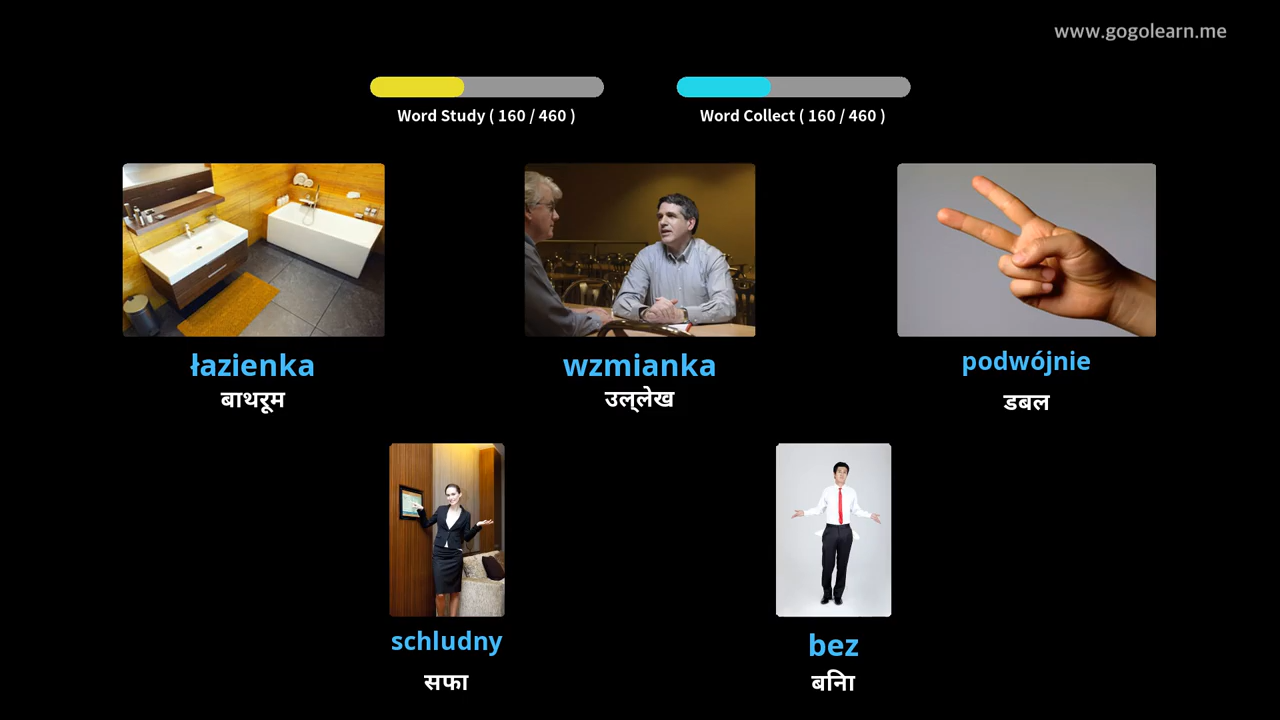 www.gogolearn.me
Word Study ( 160 / 460 )
Word Collect ( 160 / 460 )
łazienka
बाथरूम
wzmianka
उल्लेख
podwójnie
डबल
schludny
सफा
bez
बनिा